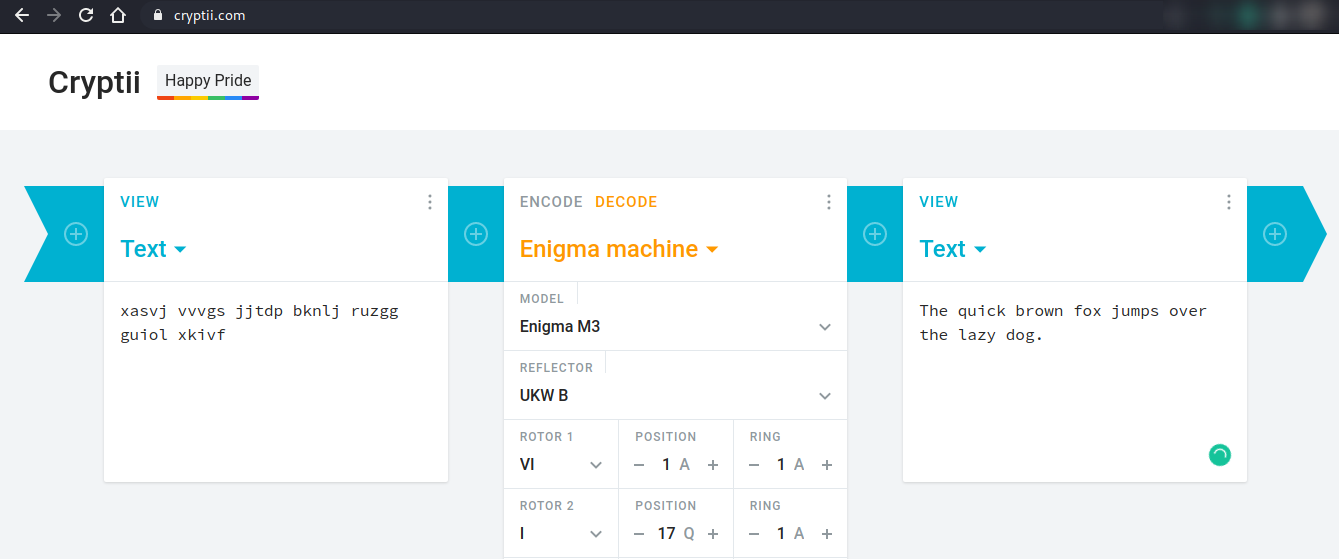 cryptii.com
Cryptii Happy Pride
VIEW
Text
xasvj vvvgs jjtdp bknlj ruzgg
guiol xkivf
ENCODE DECODE
Enigma machine
MODEL
Enigma M3
REFLECTOR
UKW B
ROTOR 1 POSITION RING
VI − 1 A + − 1 A +
ROTOR 2 POSITION RING
I − 17 Q + − 1 A +
VIEW
Text
The quick brown fox jumps over
the lazy dog.